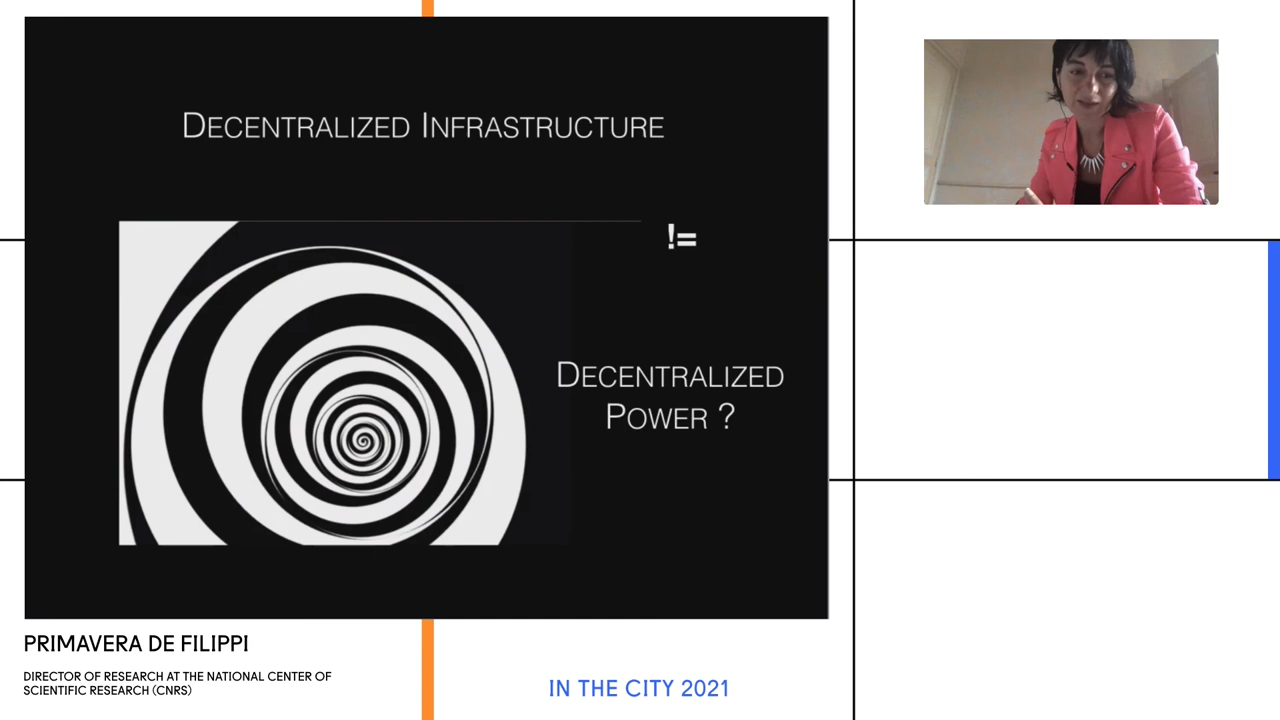 DECENTRALIZED INFRASTRUCTURE
!=
DECENTRALIZED
POWER ?
PRIMAVERA DE FILIPPI
DIRECTOR OF RESEARCH AT THE NATIONAL CENTER OF
SCIENTIFIC RESEARCH (CNRS)
IN THE CITY 2021